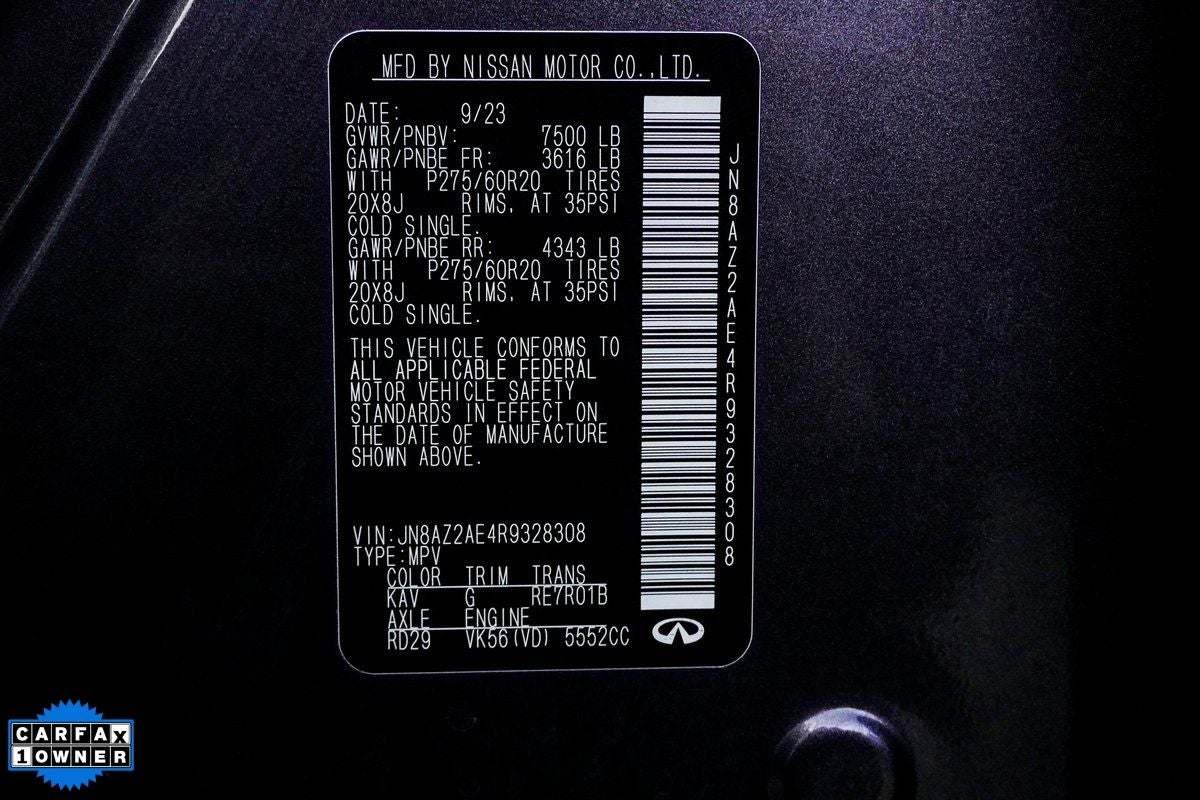 MFD BY NISSAN MOTOR CO.,LTD.
DATE: 9/23
GVWR/PNBV: 7500 LB
GAWR/PNBE FR: 3616 LB
WITH P275/60R20 TIRES
20X8J RIMS, AT 35PSI
COLD SINGLE.
GAWR/PNBE RR: 4343 LB
WITH P275/60R20 TIRES
20X8J RIMS, AT 35PSI
COLD SINGLE.
THIS VEHICLE CONFORMS TO
ALL APPLICABLE FEDERAL
MOTOR VEHICLE SAFETY
STANDARDS IN EFFECT ON
THE DATE OF MANUFACTURE
SHOWN ABOVE.
VIN:JN8AZ2AE4R9328308
TYPE:MPV
COLOR TRIM TRANS
KAV G RE7R01B
AXLE ENGINE
RD29 VK56(VD) 5552CC
JN8AZ2AE4R9328308
CARFAX
1 OWNER